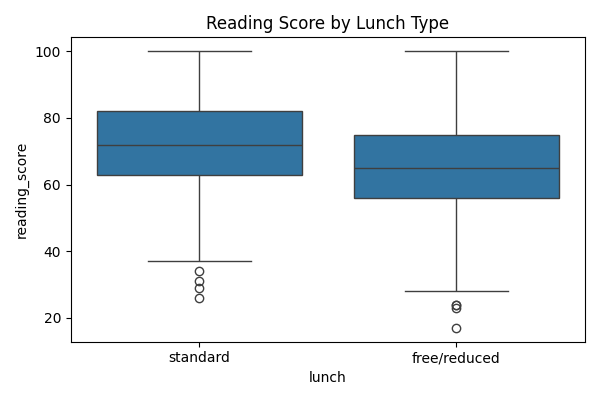 Reading Score by Lunch Type
100
80
60
40
20
reading_score
standard
free/reduced
lunch